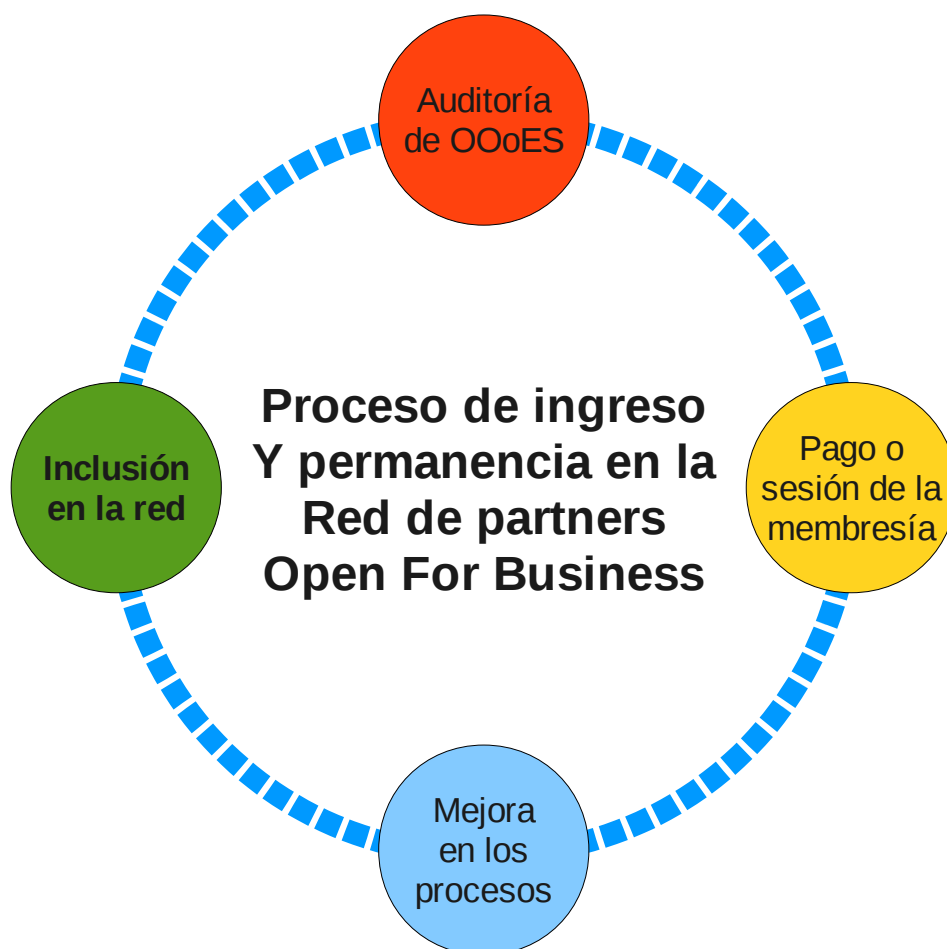 Auditoría
de OOoES
Proceso de ingreso
Y permanencia en la
Red de partners
Open For Business
Inclusión
en la red
Pago o
sesión de la
membresía
Mejora
en los
procesos